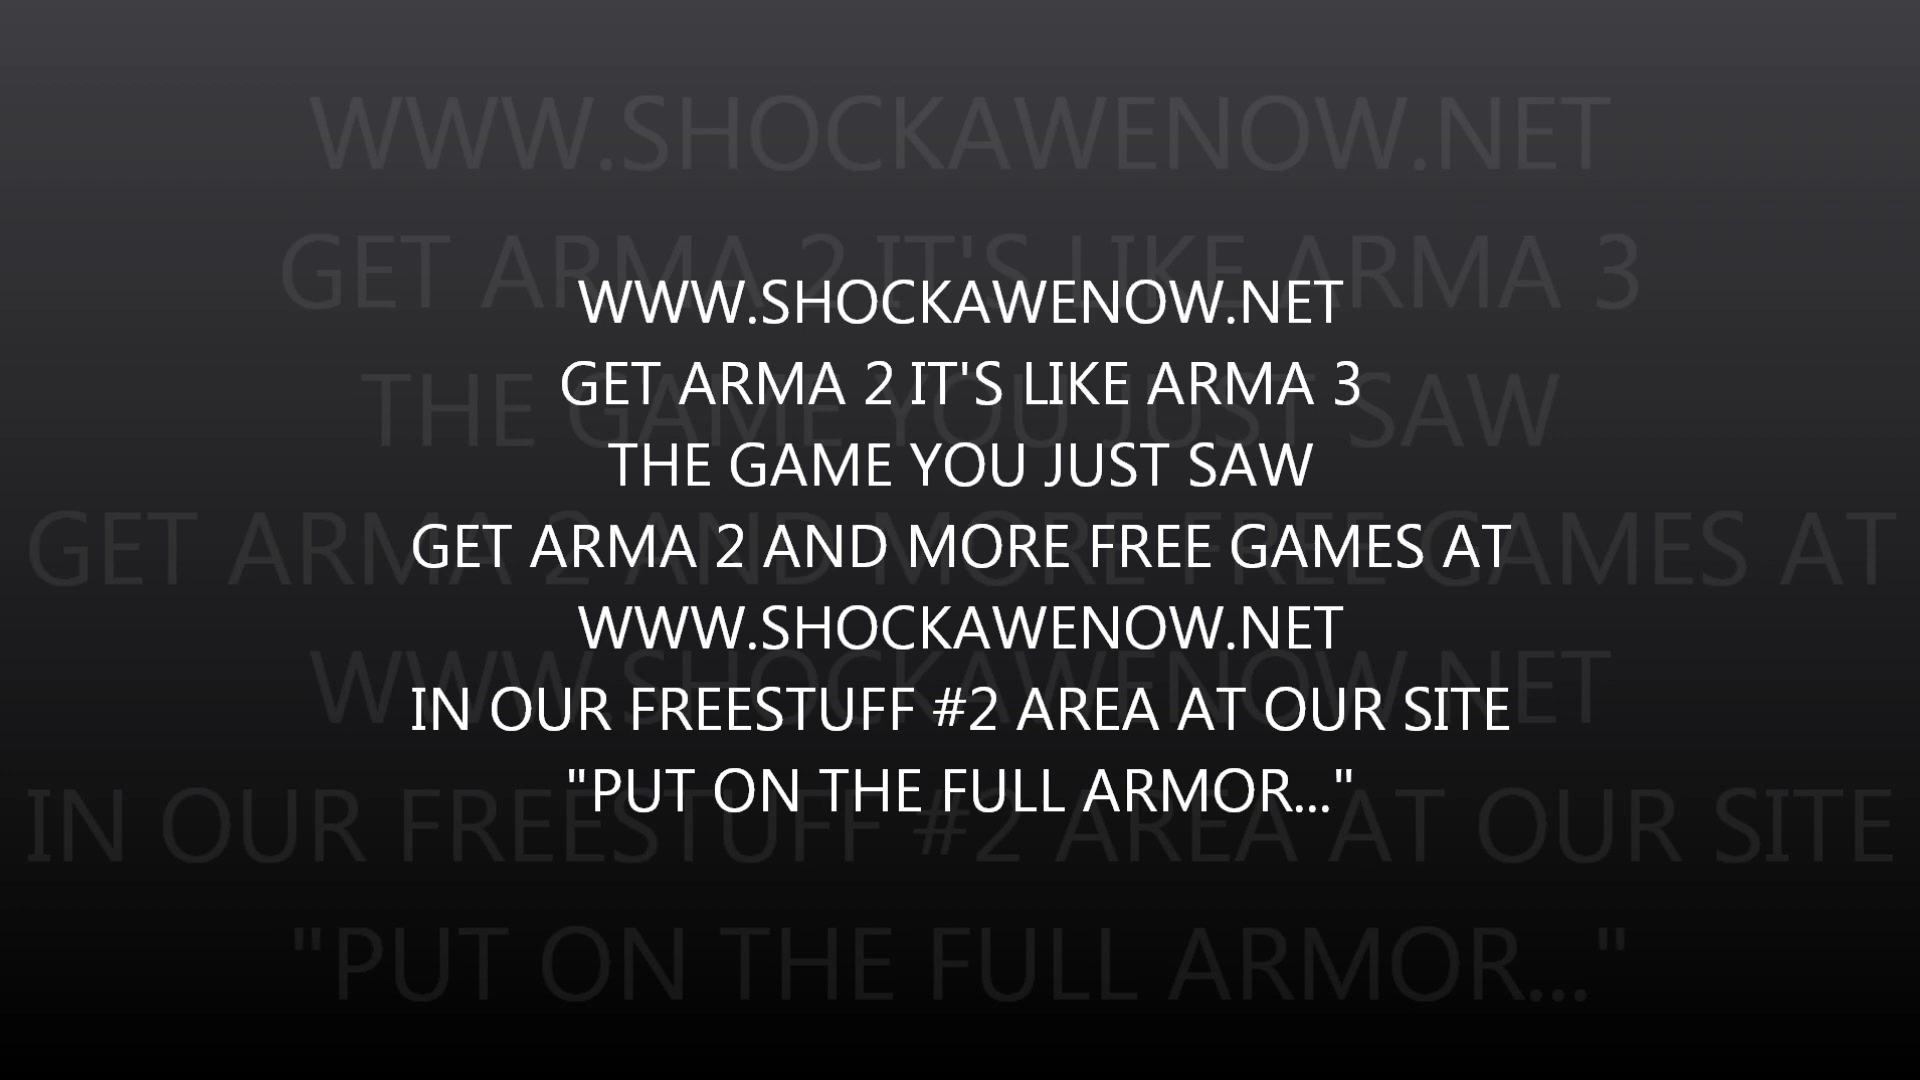 WWW.SHOCKAWENOW.NET
GET ARMA 2 IT'S LIKE ARMA 3
THE GAME YOU JUST SAW
GET ARMA 2 AND MORE FREE GAMES AT
WWW.SHOCKAWENOW.NET
IN OUR FREESTUFF #2 AREA AT OUR SITE
"PUT ON THE FULL ARMOR..."